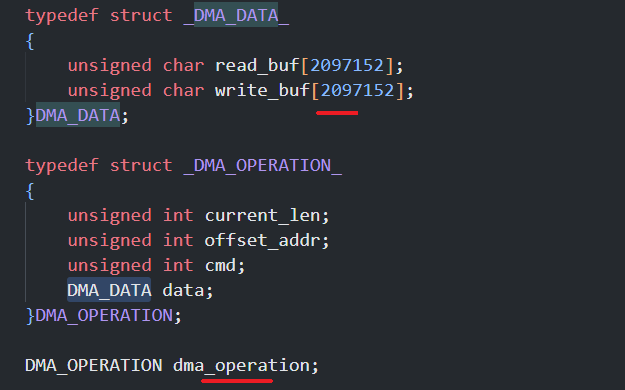 typedef struct _DMA_DATA_
{
unsigned char read_buf[2097152];
unsigned char write_buf[2097152];
}DMA_DATA;
typedef struct _DMA_OPERATION_
{
unsigned int current_len;
unsigned int offset_addr;
unsigned int cmd;
DMA_DATA data;
}DMA_OPERATION;
DMA_OPERATION dma_operation;